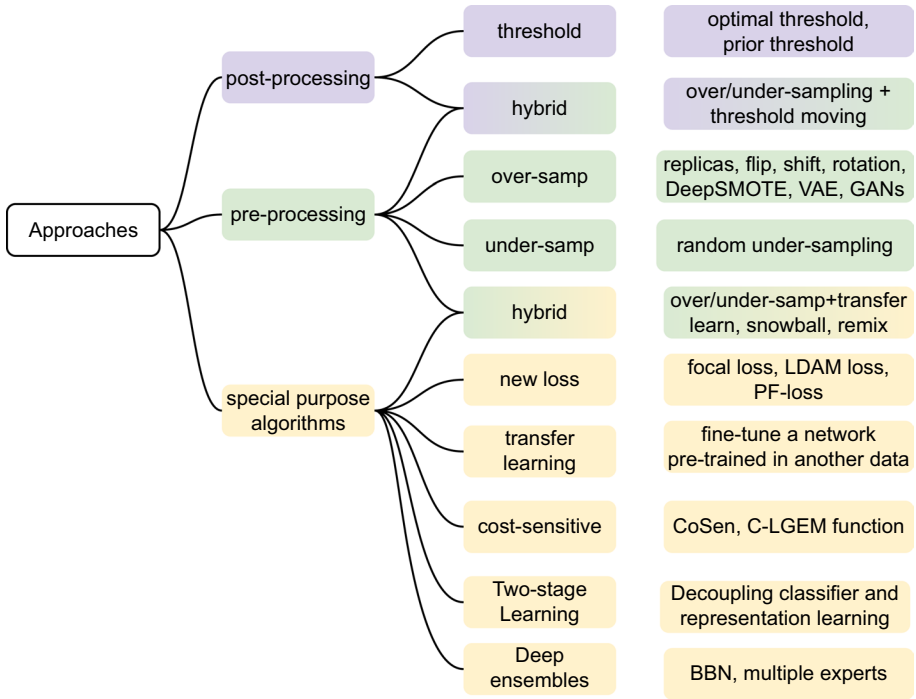 Approaches
post-processing
pre-processing
special purpose
algorithms
threshold
optimal threshold,
prior threshold
hybrid
over/under-sampling +
threshold moving
over-samp
replicas, flip, shift, rotation,
DeepSMOTE, VAE, GANs
under-samp
random under-sampling
hybrid
over/under-samp+transfer
learn, snowball, remix
new loss
focal loss, LDAM loss,
PF-loss
transfer
learning
fine-tune a network
pre-trained in another data
cost-sensitive
CoSen, C-LGEM function
Two-stage
Learning
Decoupling classifier and
representation learning
Deep
ensembles
BBN, multiple experts